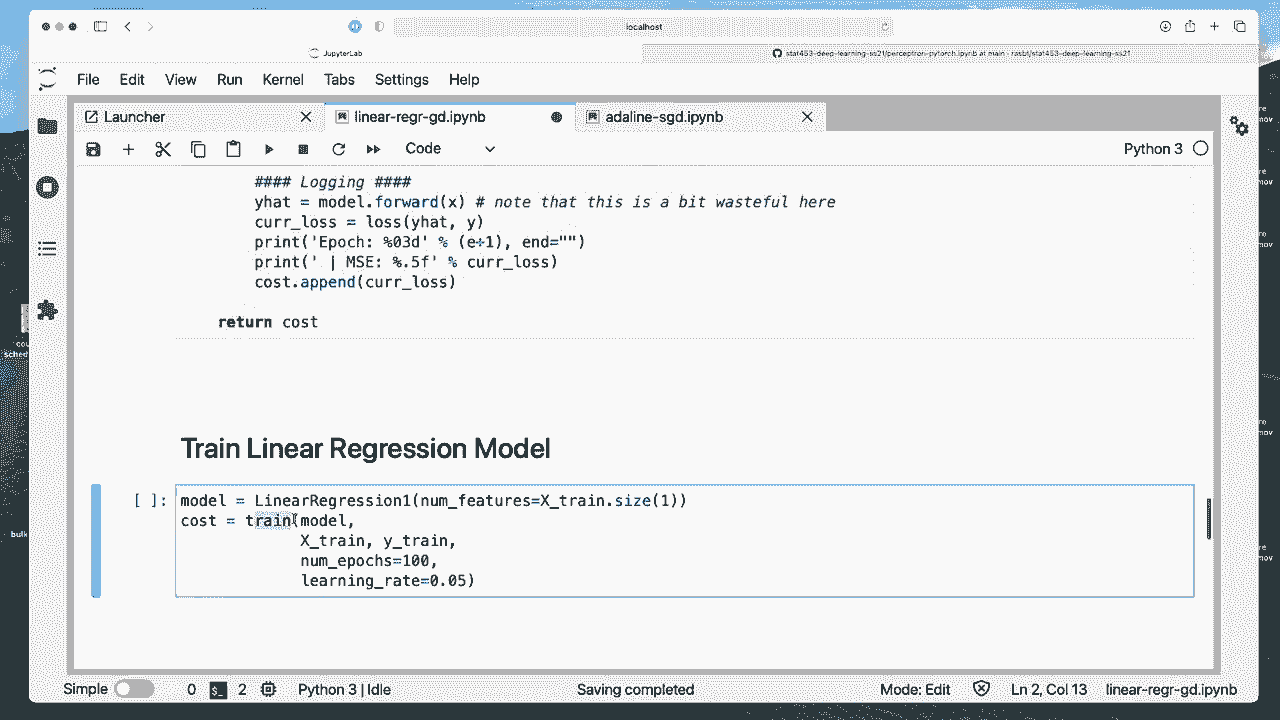 localhost
JupyterLab
stat453-deep-learning-ss21/perceptron-pytorch.ipynb at main · rasbt/stat453-deep-learning-ss21
File Edit View Run Kernel Tabs Settings Help
Launcher
linear-regr-gd.ipynb
adaline-sgd.ipynb
Code
Python 3
#### Logging ####
yhat = model.forward(x) # note that this is a bit wasteful here
curr_loss = loss(yhat, y)
print('Epoch: %03d' % (e+1), end="")
print(' | MSE: %.5f' % curr_loss)
cost.append(curr_loss)
return cost
Train Linear Regression Model
[ ]: model = LinearRegression1(num_features=X_train.size(1))
cost = train(model,
X_train, y_train,
num_epochs=100,
learning_rate=0.05)
Simple 0 $_ 2 Python 3 | Idle Saving completed Mode: Edit Ln 2, Col 13 linear-regr-gd.ipynb